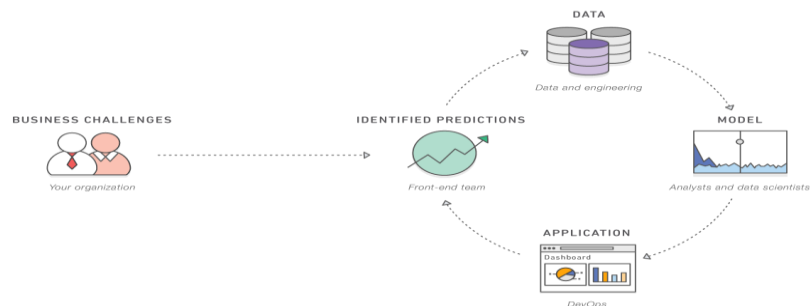 DATA
Data and engineering
BUSINESS CHALLENGES
Your organization
IDENTIFIED PREDICTIONS
Front-end team
MODEL
Analysts and data scientists
APPLICATION
Dashboard
DevOps